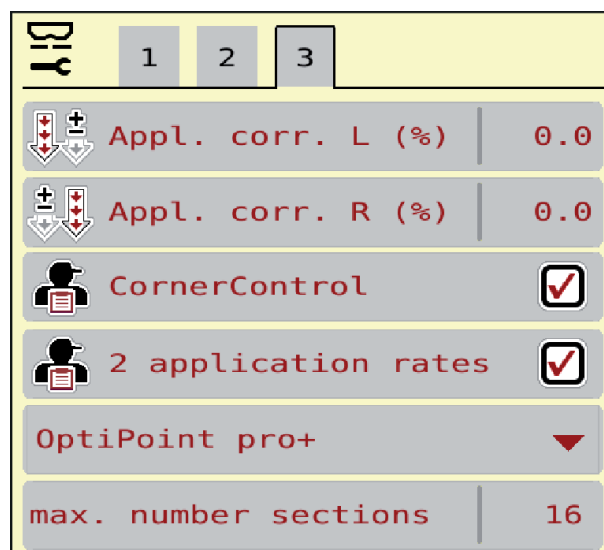 1 2 3
Appl. corr. L (%) 0.0
Appl. corr. R (%) 0.0
CornerControl
2 application rates
OptiPoint pro+
max. number sections 16